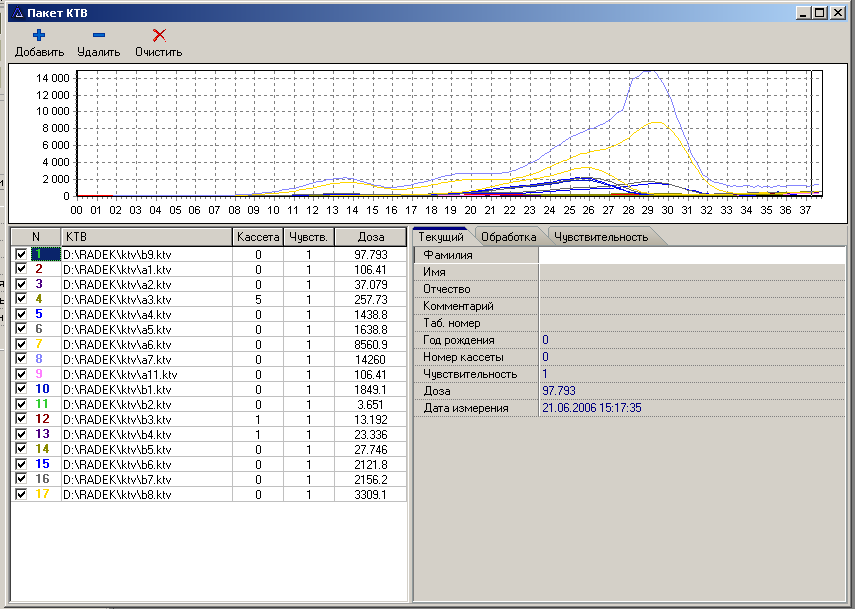 Пакет КТВ
Добавить Удалить Очистить
14 000
12 000
10 000
8 000
6 000
4 000
2 000
0
00 01 02 03 04 05 06 07 08 09 10 11 12 13 14 15 16 17 18 19 20 21 22 23 24 25 26 27 28 29 30 31 32 33 34 35 36 37
N КТВ Кассета Чувств. Доза
1 D:\RADEK\ktv\b9.ktv 0 1 97.793
2 D:\RADEK\ktv\a1.ktv 0 1 106.41
3 D:\RADEK\ktv\a2.ktv 0 1 37.079
4 D:\RADEK\ktv\a3.ktv 5 1 257.73
5 D:\RADEK\ktv\a4.ktv 0 1 1438.8
6 D:\RADEK\ktv\a5.ktv 0 1 1638.8
7 D:\RADEK\ktv\a6.ktv 0 1 8560.9
8 D:\RADEK\ktv\a7.ktv 0 1 14260
9 D:\RADEK\ktv\a11.ktv 0 1 106.41
10 D:\RADEK\ktv\b1.ktv 0 1 1849.1
11 D:\RADEK\ktv\b2.ktv 0 1 3.651
12 D:\RADEK\ktv\b3.ktv 1 1 13.192
13 D:\RADEK\ktv\b4.ktv 1 1 23.336
14 D:\RADEK\ktv\b5.ktv 0 1 27.746
15 D:\RADEK\ktv\b6.ktv 0 1 2121.8
16 D:\RADEK\ktv\b7.ktv 0 1 2156.2
17 D:\RADEK\ktv\b8.ktv 0 1 3309.1
Текущий Обработка Чувствительность
Фамилия
Имя
Отчество
Комментарий
Таб. номер
Год рождения 0
Номер кассеты 0
Чувствительность 1
Доза 97.793
Дата измерения 21.06.2006 15:17:35